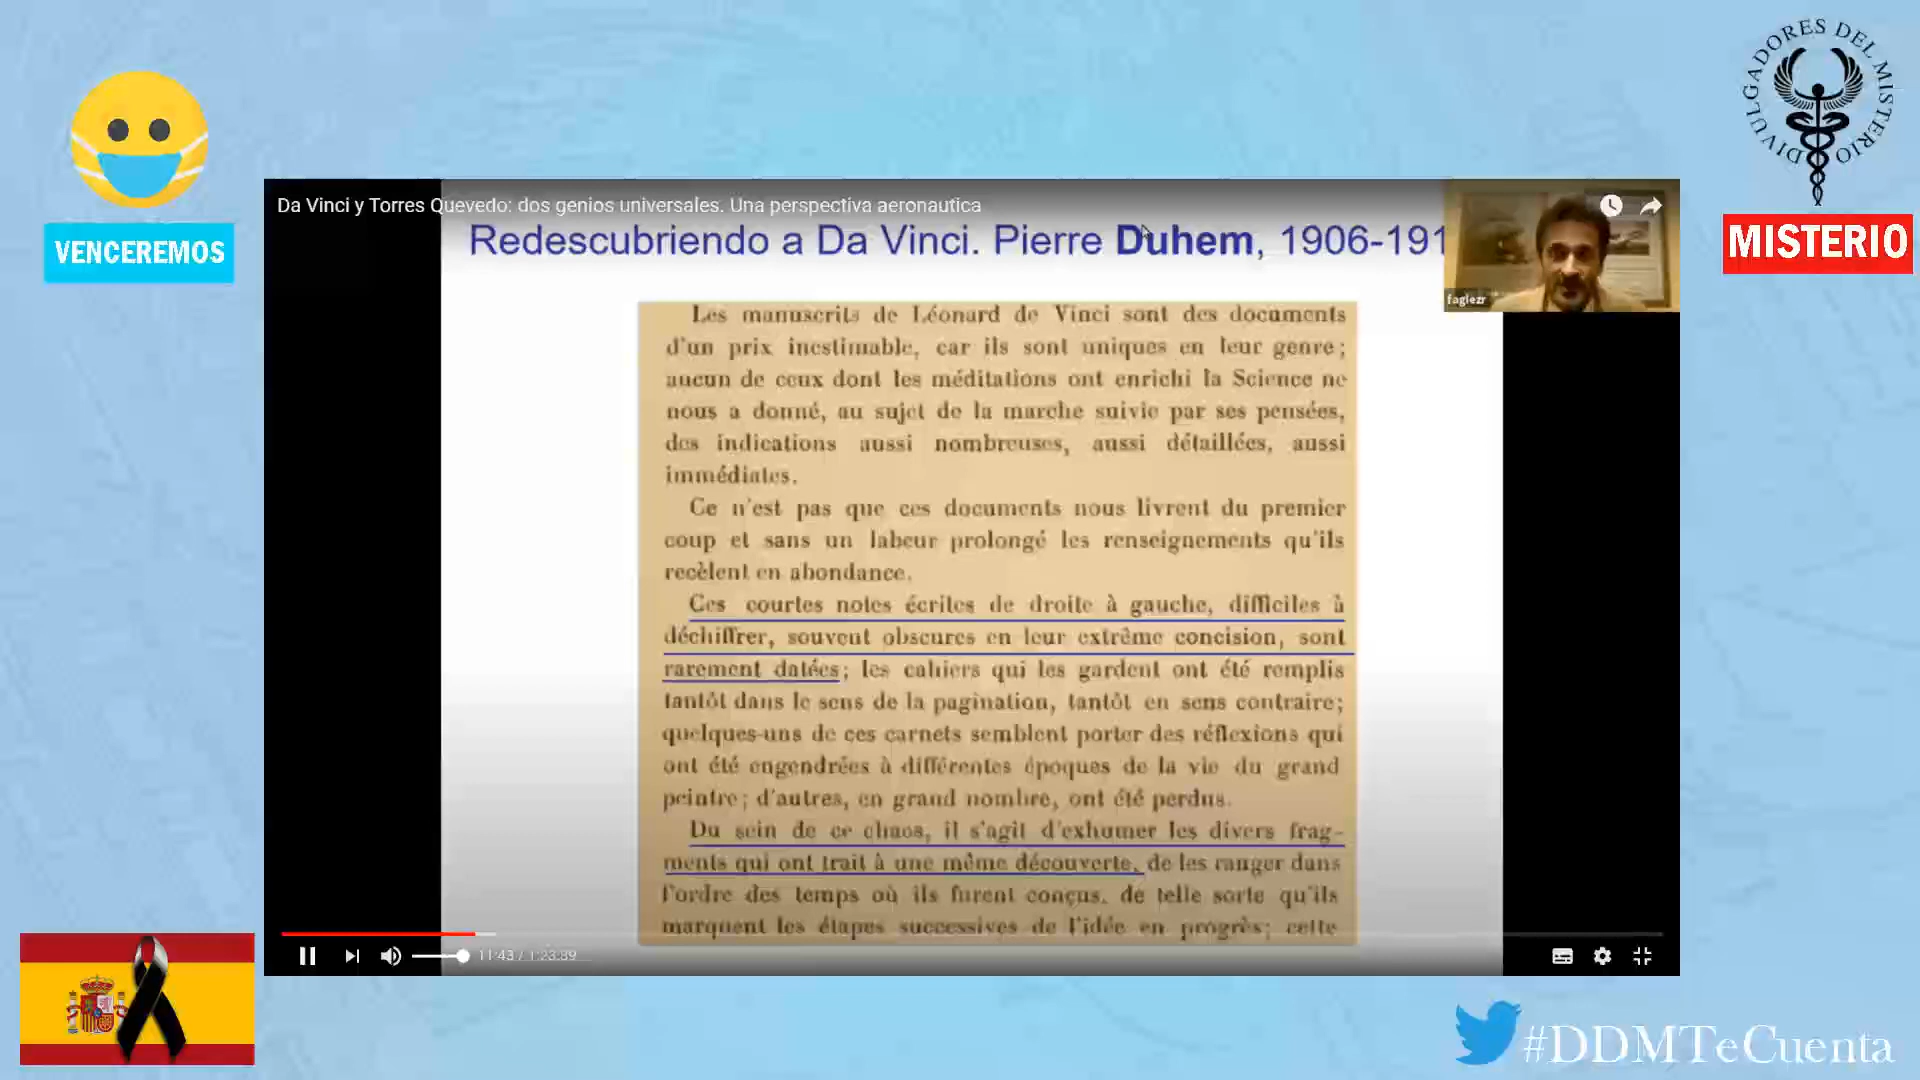 DIVULGADORES DEL MISTERIO
VENCEREMOS
MISTERIO
Da Vinci y Torres Quevedo: dos genios universales. Una perspectiva aeronautica
Redescubriendo a Da Vinci. Pierre Duhem, 1906-191
faglezr
Les manuscrits de Léonard de Vinci sont des documents
d'un prix inestimable, car ils sont uniques en leur genre;
aucun de ceux dont les méditations ont enrichi la Science ne
nous a donné, au sujet de la marche suivie par ses pensées,
des indications aussi nombreuses, aussi détaillées, aussi
immédiates.
Ce n'est pas que ces documents nous livrent du premier
coup et sans un labeur prolongé les renseignements qu'ils
recèlent en abondance.
Ces courtes notes écrites de droite à gauche, difficiles à
déchiffrer, souvent obscures en leur extrême concision, sont
rarement datées; les cahiers qui les gardent ont été remplis
tantôt dans le sens de la pagination, tantôt en sens contraire;
quelques-uns de ces carnets semblent porter des réflexions qui
ont été engendrées à différentes époques de la vie du grand
peintre; d'autres, en grand nombre, ont été perdus.
Du sein de ce chaos, il s'agit d'exhumer les divers frag-
ments qui ont trait à une même découverte, de les ranger dans
l'ordre des temps où ils furent conçus, de telle sorte qu'ils
marquent les étapes successives de l'idée en progrès; cette
11:43 / 1:23:39
#DDMTeCuenta